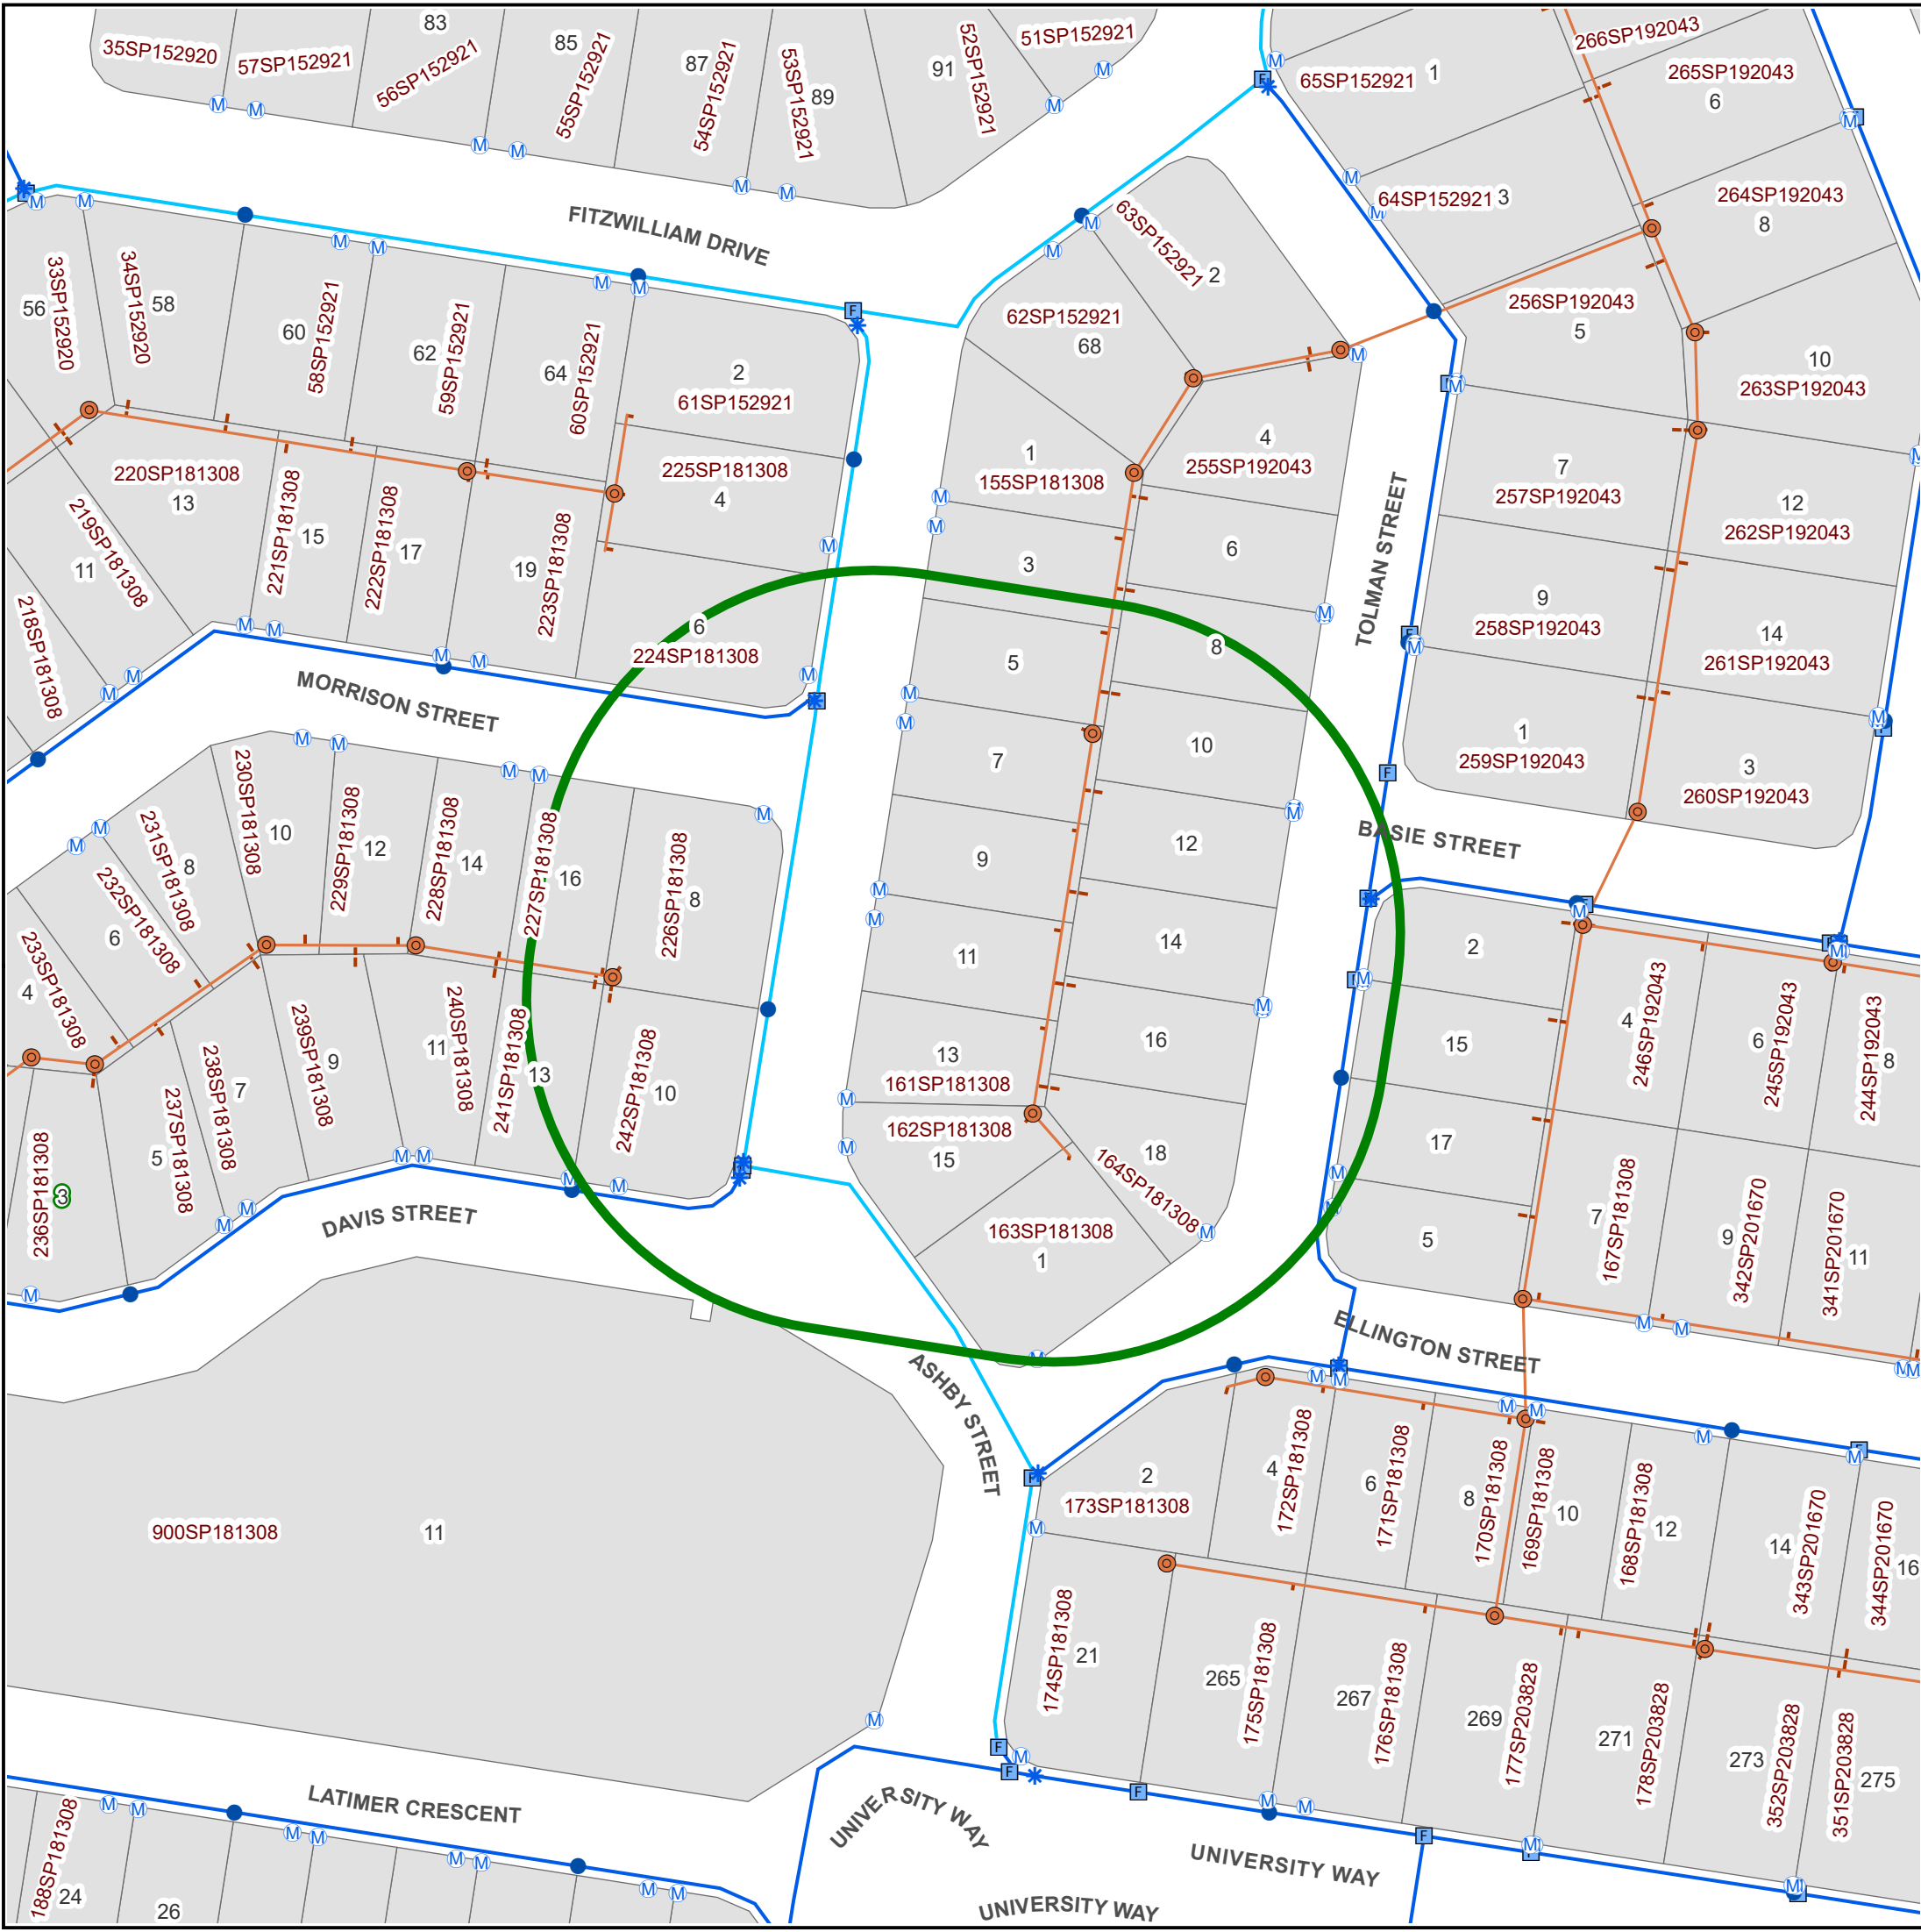 83
85
87
91
51SP152921
52SP152921
35SP152920
57SP152921
56SP152921
55SP152921
54SP152921
53SP152921
89
65SP152921
1
266SP192043
265SP192043
6
64SP152921 3
264SP192043
8
FITZWILLIAM DRIVE
63SP152921
2
56
33SP152920
34SP152920
58
60
58SP152921
62
59SP152921
64
60SP152921
2
61SP152921
62SP152921
68
256SP192043
5
10
263SP192043
220SP181308
13
219SP181308
11
218SP181308
221SP181308
15
222SP181308
17
19
223SP181308
225SP181308
4
1
155SP181308
4
255SP192043
TOLMAN STREET
7
257SP192043
12
262SP192043
3
6
9
258SP192043
14
261SP192043
6
224SP181308
5
8
MORRISON STREET
7
10
1
259SP192043
3
260SP192043
BASIE STREET
230SP181308
10
231SP181308
8
232SP181308
6
233SP181308
4
229SP181308
12
228SP181308
14
227SP181308
16
226SP181308
8
9
12
11
14
2
15
4
246SP192043
6
245SP192043
244SP192043
8
239SP181308
9
11
240SP181308
241SP181308
13
242SP181308
10
13
161SP181308
16
236SP181308
3
5
237SP181308
238SP181308
7
162SP181308
15
18
164SP181308
17
7
167SP181308
9
342SP201670
341SP201670
11
DAVIS STREET
163SP181308
1
5
ELLINGTON STREET
ASHBY STREET
2
173SP181308
4
172SP181308
6
171SP181308
8
170SP181308
169SP181308
10
168SP181308
12
14
343SP201670
344SP201670
16
900SP181308
11
174SP181308
21
265
175SP181308
267
176SP181308
269
177SP203828
271
178SP203828
273
352SP203828
351SP203828
275
LATIMER CRESCENT
UNIVERSITY WAY
UNIVERSITY WAY
UNIVERSITY WAY
188SP181308
24
26